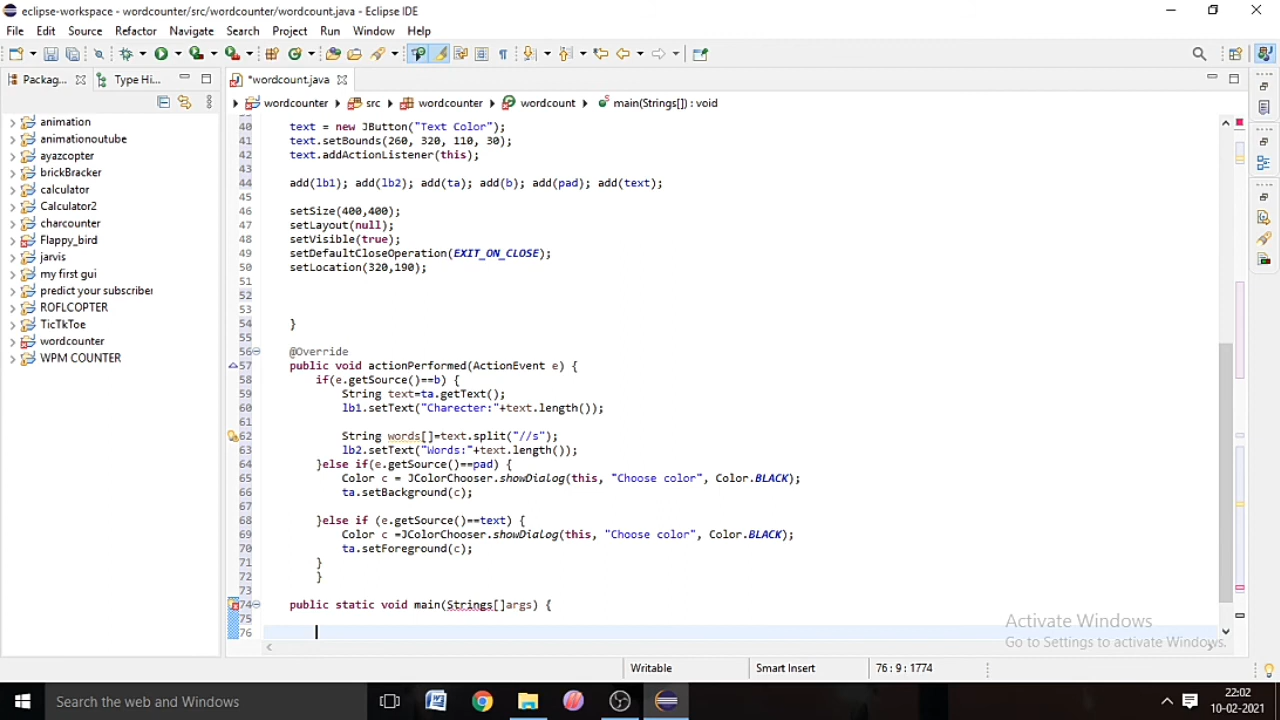 eclipse-workspace - wordcounter/src/wordcounter/wordcount.java - Eclipse IDE
File Edit Source Refactor Navigate Search Project Run Window Help
Packag... Type Hi... *wordcount.java
wordcounter src wordcounter wordcount main(Strings[]) : void
animation
animationoutube
ayazcopter
brickBracker
calculator
Calculator2
charcounter
Flappy_bird
jarvis
my first gui
predict your subscriber
ROFLCOPTER
TicTkToe
wordcounter
WPM COUNTER
40 text = new JButton("Text Color");
41 text.setBounds(260, 320, 110, 30);
42 text.addActionListener(this);
43
44 add(lb1); add(lb2); add(ta); add(b); add(pad); add(text);
45
46 setSize(400,400);
47 setLayout(null);
48 setVisible(true);
49 setDefaultCloseOperation(EXIT_ON_CLOSE);
50 setLocation(320,190);
51
52
53
54 }
55
56 @Override
57 public void actionPerformed(ActionEvent e) {
58 if(e.getSource()==b) {
59 String text=ta.getText();
60 lb1.setText("Charecter:"+text.length());
61
62 String words[]=text.split("//s");
63 lb2.setText("Words:"+text.length());
64 }else if(e.getSource()==pad) {
65 Color c = JColorChooser.showDialog(this, "Choose color", Color.BLACK);
66 ta.setBackground(c);
67
68 }else if (e.getSource()==text) {
69 Color c =JColorChooser.showDialog(this, "Choose color", Color.BLACK);
70 ta.setForeground(c);
71 }
72 }
73
74 public static void main(Strings[]args) {
75
76
Activate Windows
Go to Settings to activate Windows.
Writable Smart Insert 76 : 9 : 1774
Search the web and Windows
22:02
10-02-2021